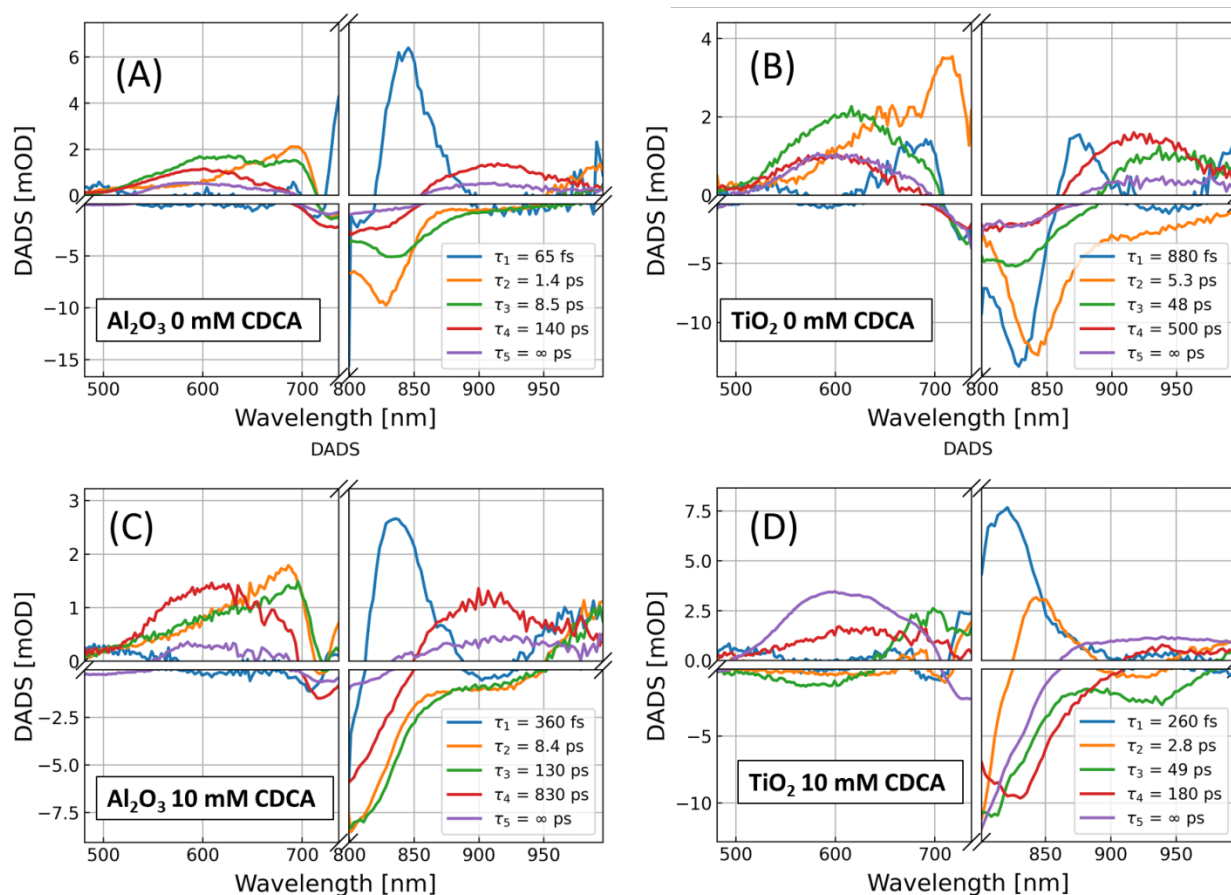 (A)
DADS [mOD]
6
4
2
0
−5
−10
−15
Al₂O₃ 0 mM CDCA
τ₁ = 65 fs
τ₂ = 1.4 ps
τ₃ = 8.5 ps
τ₄ = 140 ps
τ₅ = ∞ ps
500 600 700 800 850 900 950
Wavelength [nm]
(B)
DADS [mOD]
4
2
0
−5
−10
TiO₂ 0 mM CDCA
τ₁ = 880 fs
τ₂ = 5.3 ps
τ₃ = 48 ps
τ₄ = 500 ps
τ₅ = ∞ ps
500 600 700 800 850 900 950
Wavelength [nm]
DADS
DADS
(C)
DADS [mOD]
3
2
1
0
−2.5
−5.0
−7.5
Al₂O₃ 10 mM CDCA
τ₁ = 360 fs
τ₂ = 8.4 ps
τ₃ = 130 ps
τ₄ = 830 ps
τ₅ = ∞ ps
500 600 700 800 850 900 950
Wavelength [nm]
(D)
DADS [mOD]
7.5
5.0
2.5
0.0
−5
−10
TiO₂ 10 mM CDCA
τ₁ = 260 fs
τ₂ = 2.8 ps
τ₃ = 49 ps
τ₄ = 180 ps
τ₅ = ∞ ps
500 600 700 800 850 900 950
Wavelength [nm]